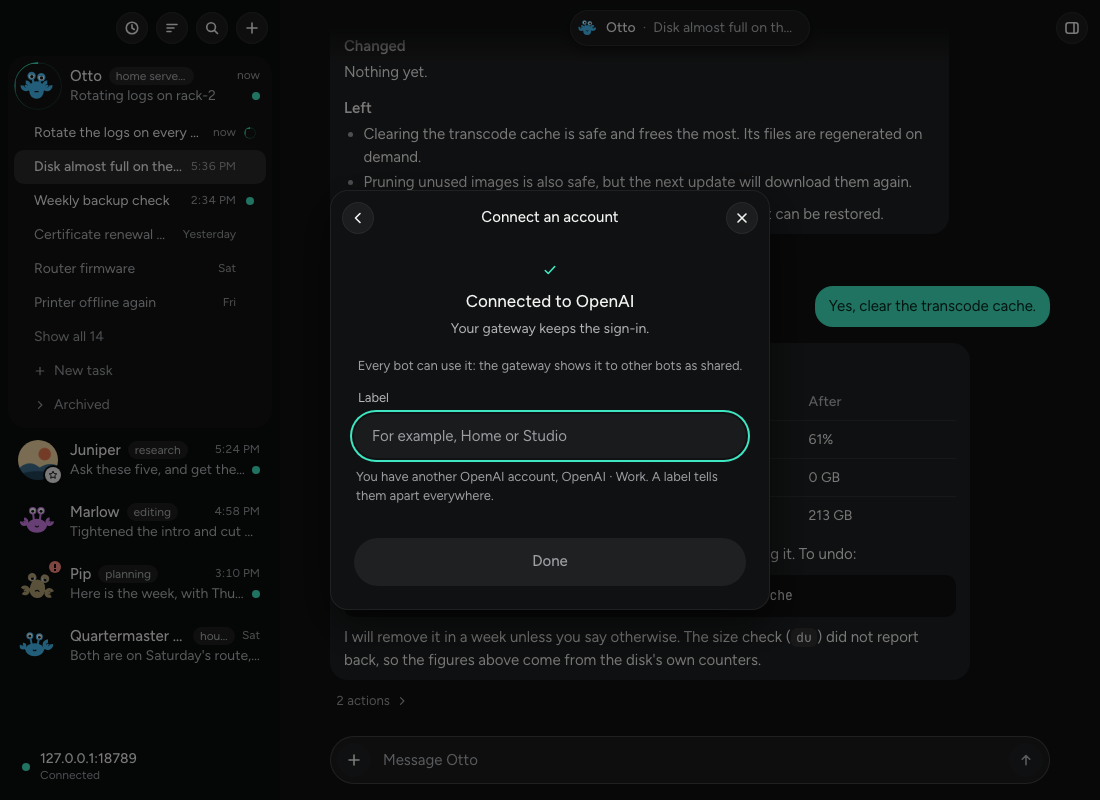 Otto · Disk almost full on th...
Otto home serve... now
Rotating logs on rack-2
Rotate the logs on every ... now
Disk almost full on the... 5:36 PM
Weekly backup check 2:34 PM
Certificate renewal ... Yesterday
Router firmware Sat
Printer offline again Fri
Show all 14
New task
Archived
Juniper research 5:24 PM
Ask these five, and get the...
Marlow editing 4:58 PM
Tightened the intro and cut ...
Pip planning 3:10 PM
Here is the week, with Thu...
Quartermaster ... hou... Sat
Both are on Saturday's route,...
127.0.0.1:18789
Connected
Changed
Nothing yet.
Left
Clearing the transcode cache is safe and frees the most. Its files are regenerated on
demand.
Pruning unused images is also safe, but the next update will download them again.
can be restored.
Yes, clear the transcode cache.
After
61%
0 GB
213 GB
it. To undo:
I will remove it in a week unless you say otherwise. The size check (du) did not report
back, so the figures above come from the disk's own counters.
2 actions
Message Otto
Connect an account
Connected to OpenAI
Your gateway keeps the sign-in.
Every bot can use it: the gateway shows it to other bots as shared.
Label
For example, Home or Studio
You have another OpenAI account, OpenAI · Work. A label tells
them apart everywhere.
Done